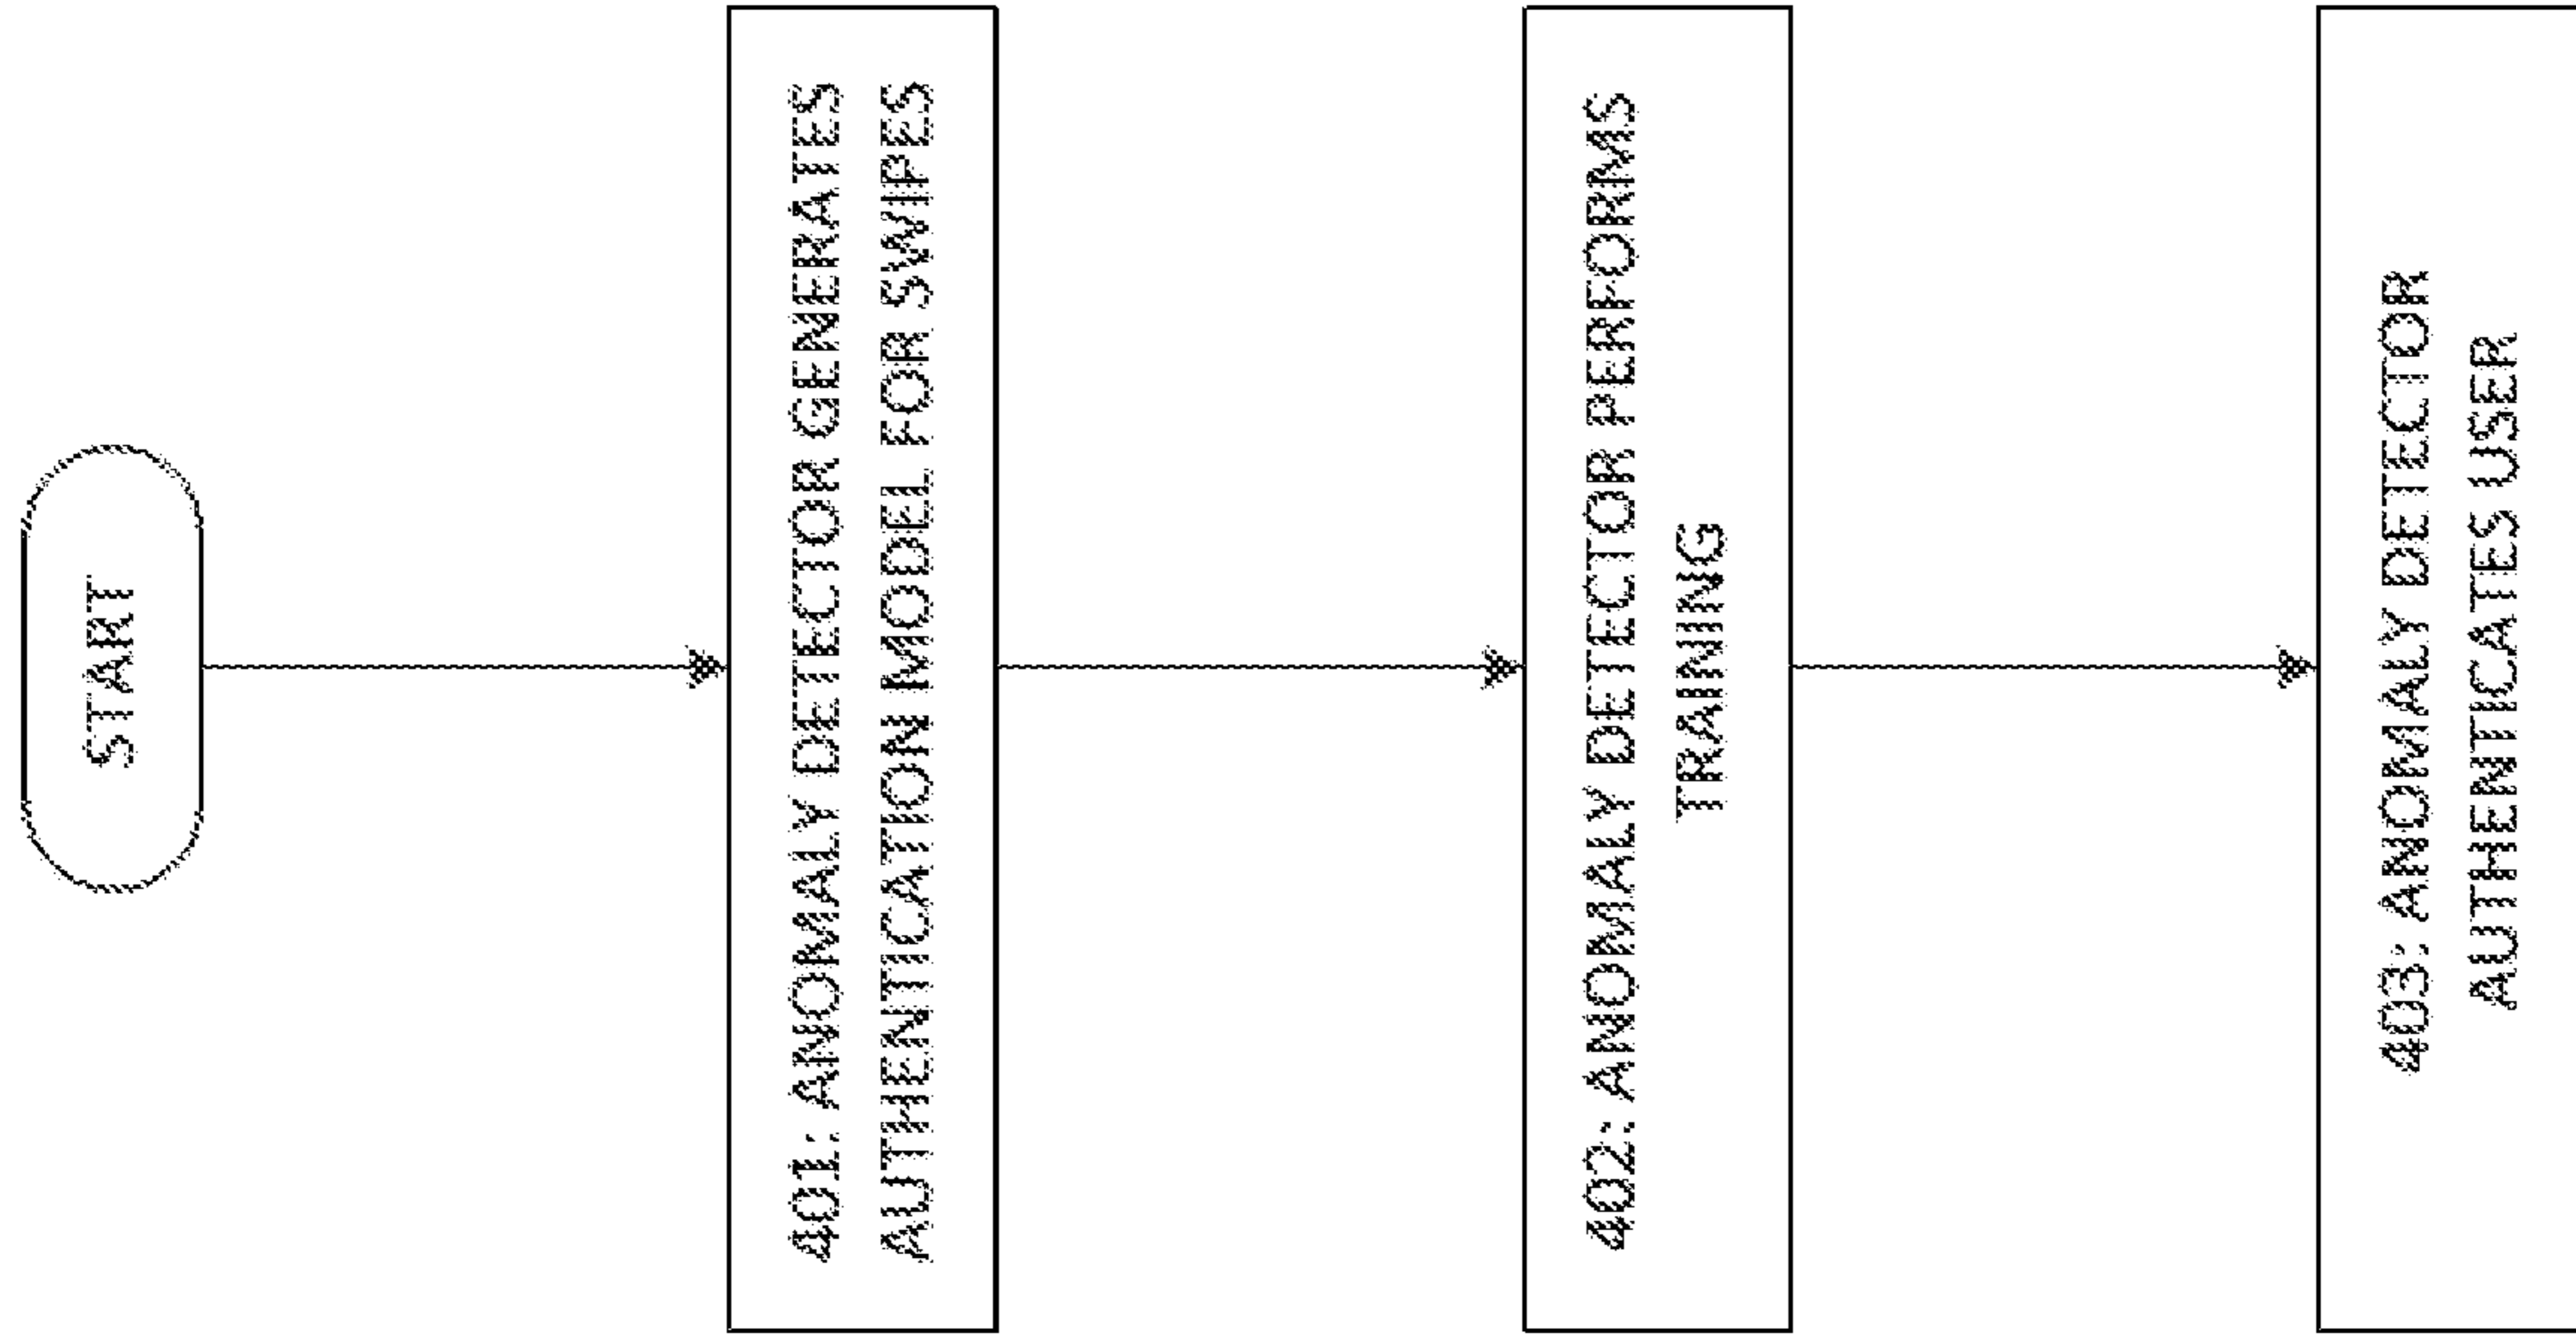 START
401: ANOMALY DETECTOR GENERATES
AUTHENTICATION MODEL FOR SWIPES
402: ANOMALY DETECTOR PERFORMS
TRAINING
403: ANOMALY DETECTOR
AUTHENTICATES USER